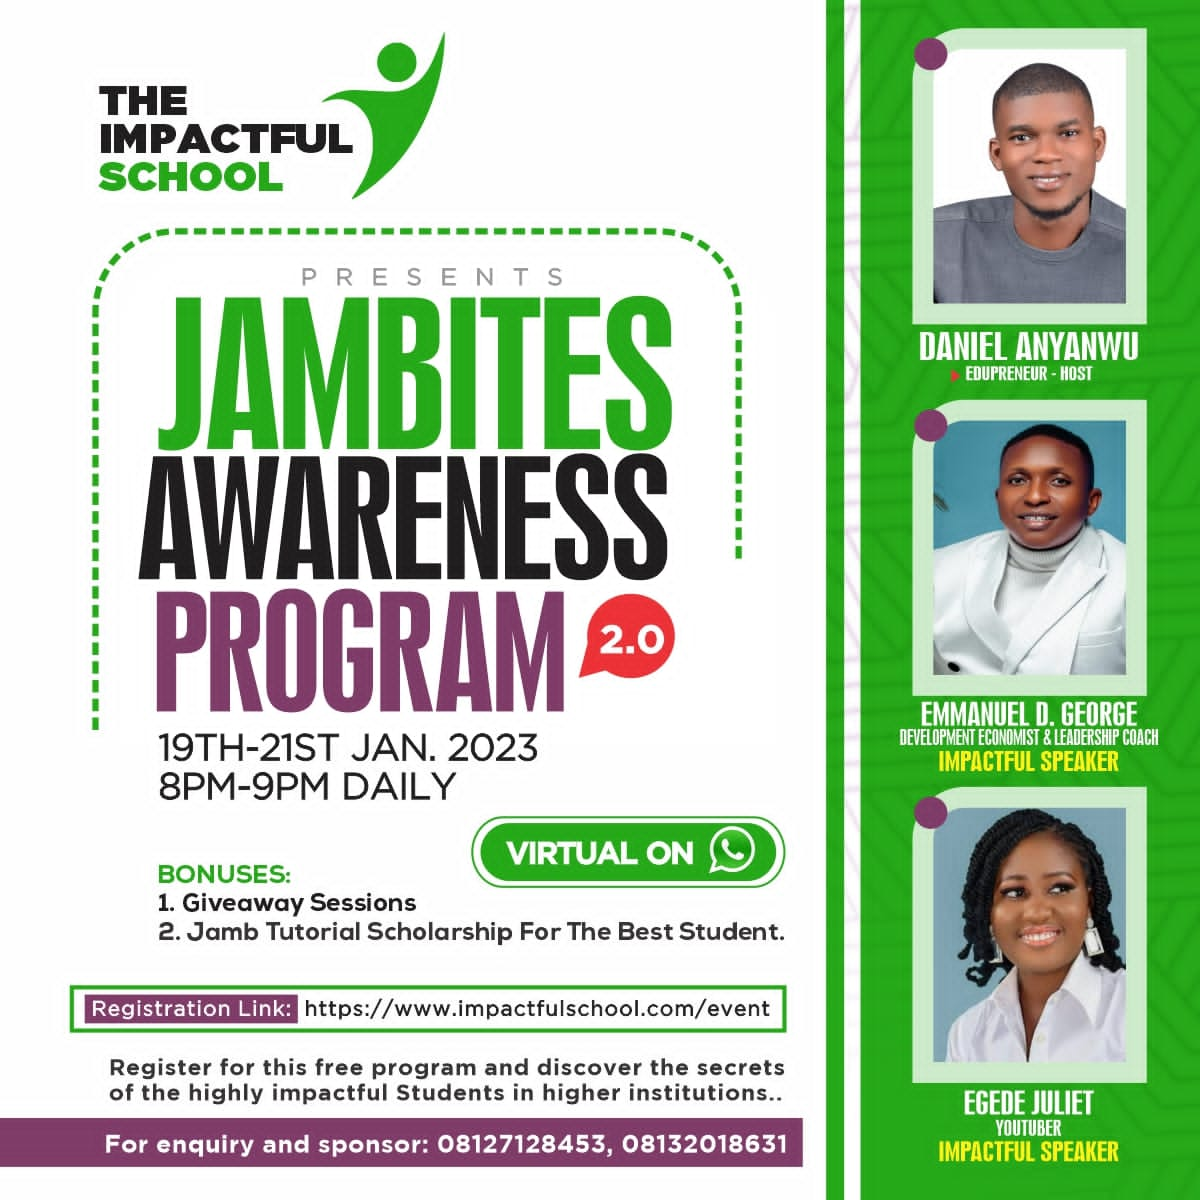 THE
IMPACTFUL
SCHOOL
PRESENTS
JAMBITES
AWARENESS
PROGRAM
2.0
19TH-21ST JAN. 2023
8PM-9PM DAILY
VIRTUAL ON
BONUSES:
1. Giveaway Sessions
2. Jamb Tutorial Scholarship For The Best Student.
Registration Link: https://www.impactfulschool.com/event
Register for this free program and discover the secrets
of the highly impactful Students in higher institutions..
For enquiry and sponsor: 08127128453, 08132018631
DANIEL ANYANWU
EDUPRENEUR - HOST
EMMANUEL D. GEORGE
DEVELOPMENT ECONOMIST & LEADERSHIP COACH
IMPACTFUL SPEAKER
EGEDE JULIET
YOUTUBER
IMPACTFUL SPEAKER